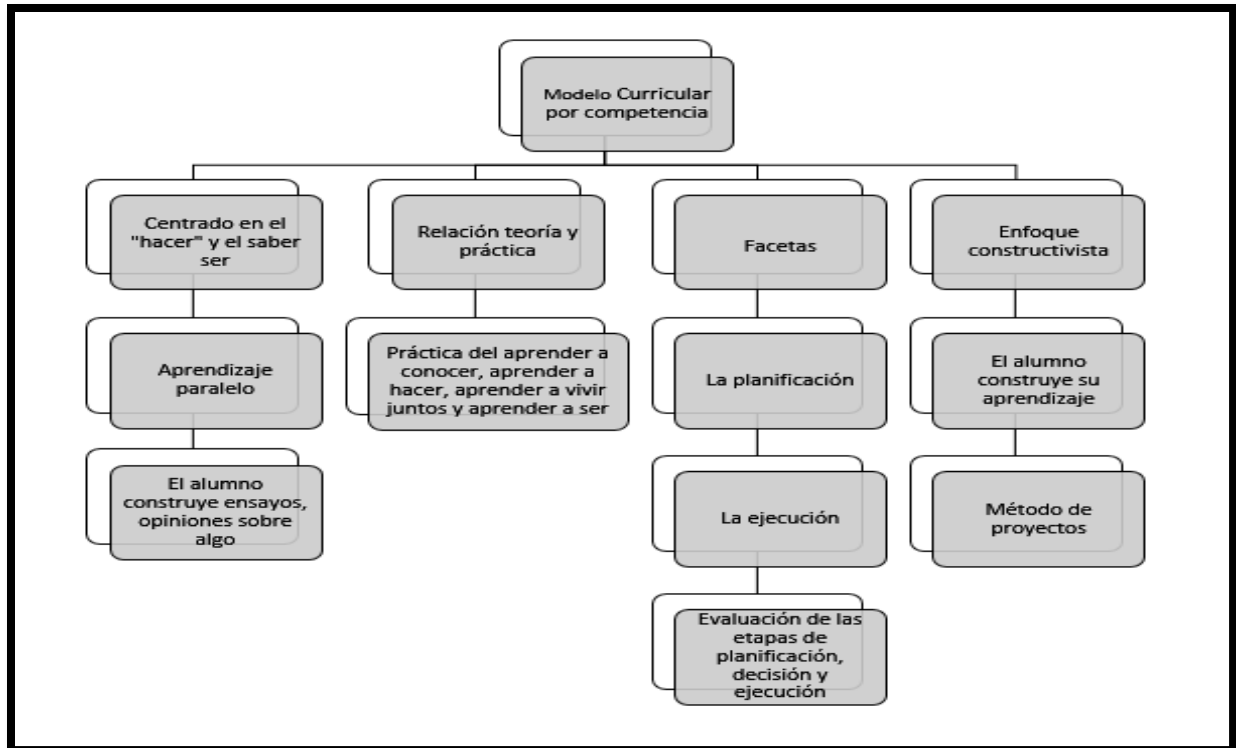 Modelo Curricular
por competencia
Centrado en el
"hacer" y el saber
ser
Relación teoría y
práctica
Facetas
Enfoque
constructivista
Aprendizaje
paralelo
Práctica del aprender a
conocer, aprender a
hacer, aprender a vivir
juntos y aprender a ser
La planificación
El alumno
construye su
aprendizaje
El alumno
construye ensayos,
opiniones sobre
algo
La ejecución
Método de
proyectos
Evaluación de las
etapas de
planificación,
decisión y
ejecución